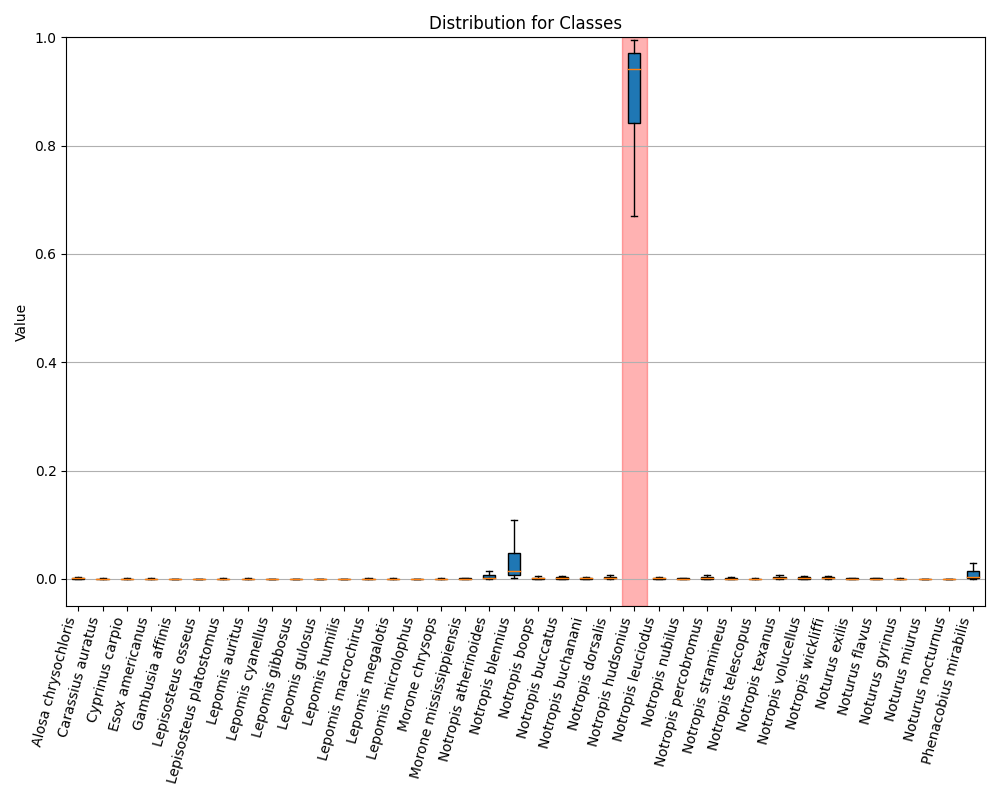 Distribution for Classes
Value
1.0
0.8
0.6
0.4
0.2
0.0
Alosa chrysochloris
Carassius auratus
Cyprinus carpio
Esox americanus
Gambusia affinis
Lepisosteus osseus
Lepisosteus platostomus
Lepomis auritus
Lepomis cyanellus
Lepomis gibbosus
Lepomis gulosus
Lepomis humilis
Lepomis macrochirus
Lepomis megalotis
Lepomis microlophus
Morone chrysops
Morone mississippiensis
Notropis atherinoides
Notropis blennius
Notropis boops
Notropis buccatus
Notropis buchanani
Notropis dorsalis
Notropis hudsonius
Notropis leuciodus
Notropis nubilus
Notropis percobromus
Notropis stramineus
Notropis telescopus
Notropis texanus
Notropis volucellus
Notropis wickliffi
Noturus exilis
Noturus flavus
Noturus gyrinus
Noturus miurus
Noturus nocturnus
Phenacobius mirabilis